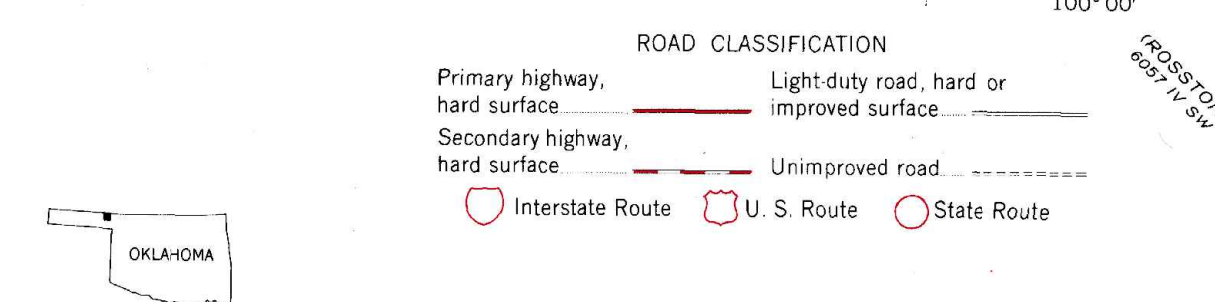 100°00'
ROAD CLASSIFICATION
Primary highway,
hard surface
Light-duty road, hard or
improved surface
Secondary highway,
hard surface
Unimproved road
Interstate Route
U. S. Route
State Route
6057 IV SW
OKLAHOMA